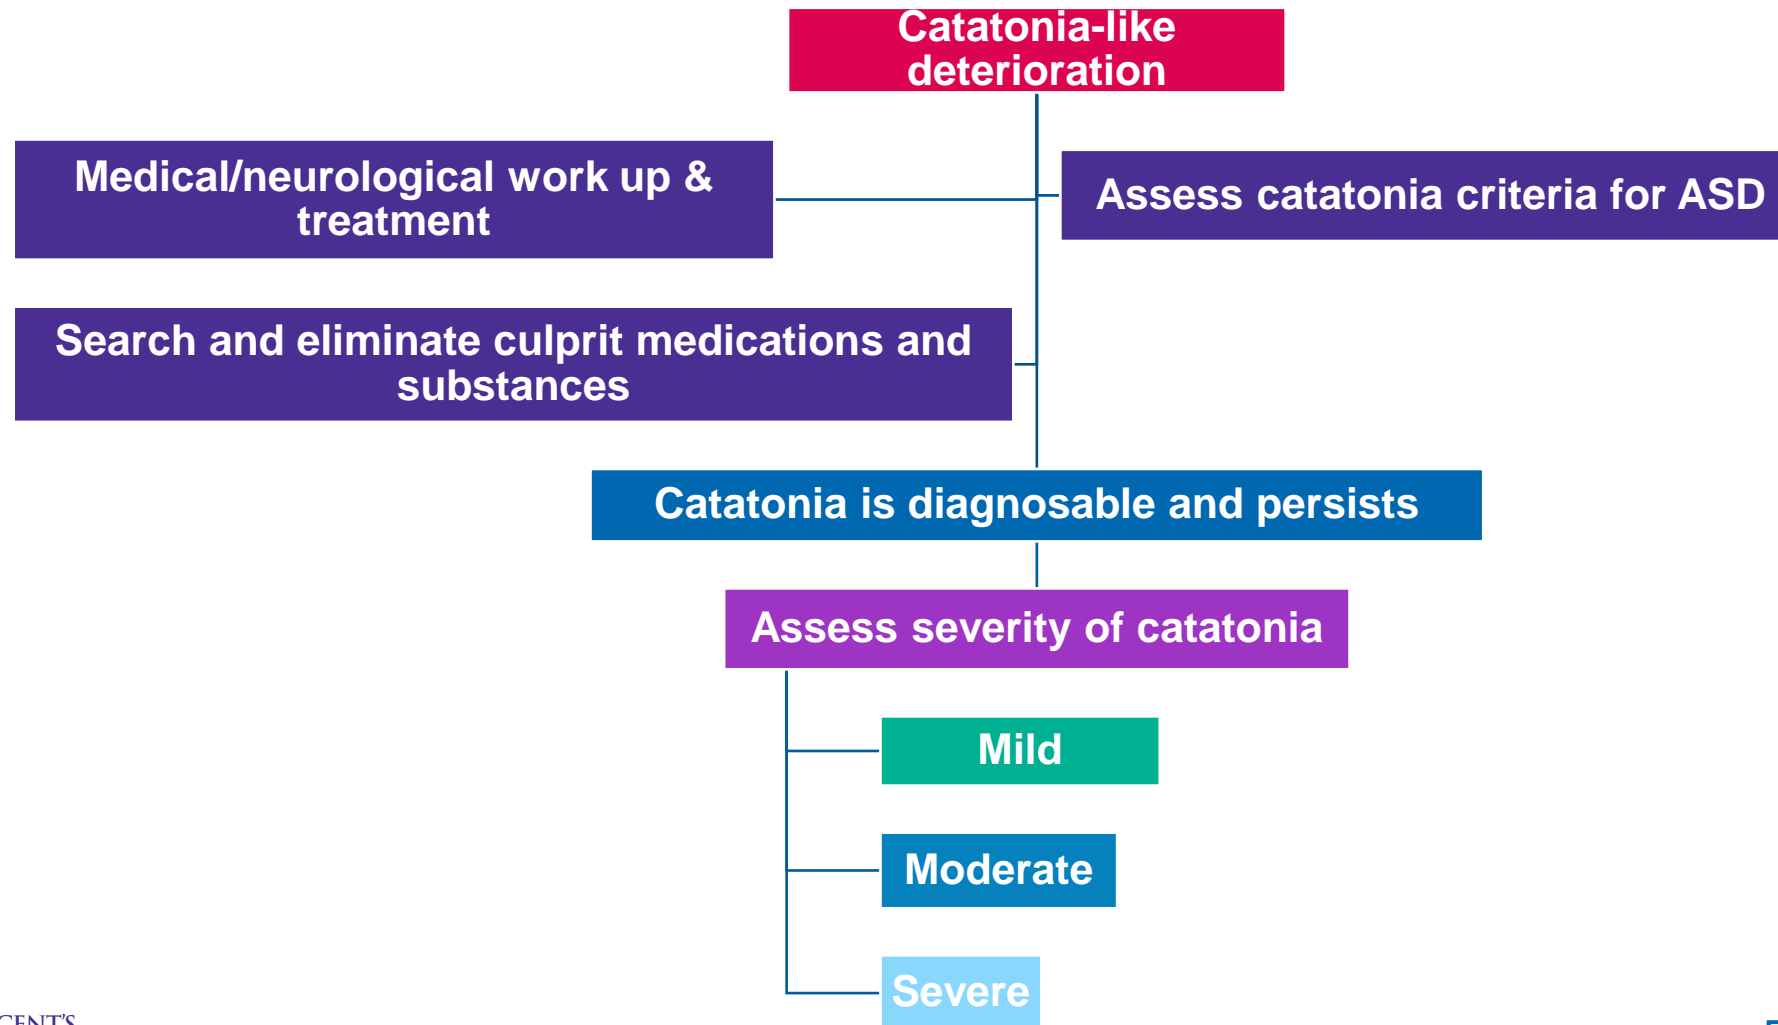 Catatonia-like
deterioration
Medical/neurological work up &
treatment
Assess catatonia criteria for ASD
Search and eliminate culprit medications and
substances
Catatonia is diagnosable and persists
Assess severity of catatonia
Mild
Moderate
Severe